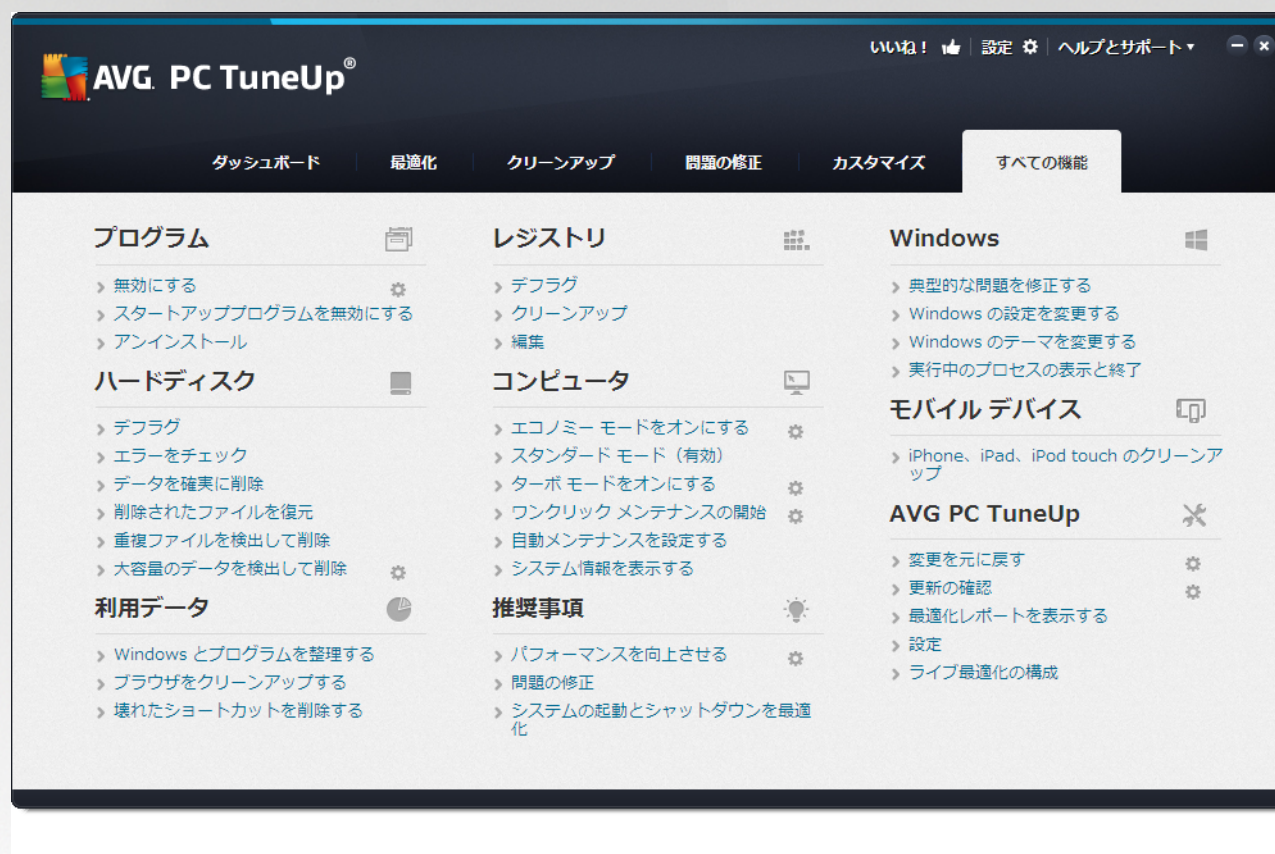 いいね！ 設定 ヘルプとサポート ▾
AVG. PC TuneUp®
ダッシュボード 最適化 クリーンアップ 問題の修正 カスタマイズ すべての機能
プログラム
無効にする
スタートアッププログラムを無効にする
アンインストール
ハードディスク
デフラグ
エラーをチェック
データを確実に削除
削除されたファイルを復元
重複ファイルを検出して削除
大容量のデータを検出して削除
利用データ
Windows とプログラムを整理する
ブラウザをクリーンアップする
壊れたショートカットを削除する
レジストリ
デフラグ
クリーンアップ
編集
コンピュータ
エコノミー モードをオンにする
スタンダード モード（有効）
ターボ モードをオンにする
ワンクリック メンテナンスの開始
自動メンテナンスを設定する
システム情報を表示する
推奨事項
パフォーマンスを向上させる
問題の修正
システムの起動とシャットダウンを最適
化
Windows
典型的な問題を修正する
Windows の設定を変更する
Windows のテーマを変更する
実行中のプロセスの表示と終了
モバイル デバイス
iPhone、iPad、iPod touch のクリーンア
ップ
AVG PC TuneUp
変更を元に戻す
更新の確認
最適化レポートを表示する
設定
ライブ最適化の構成